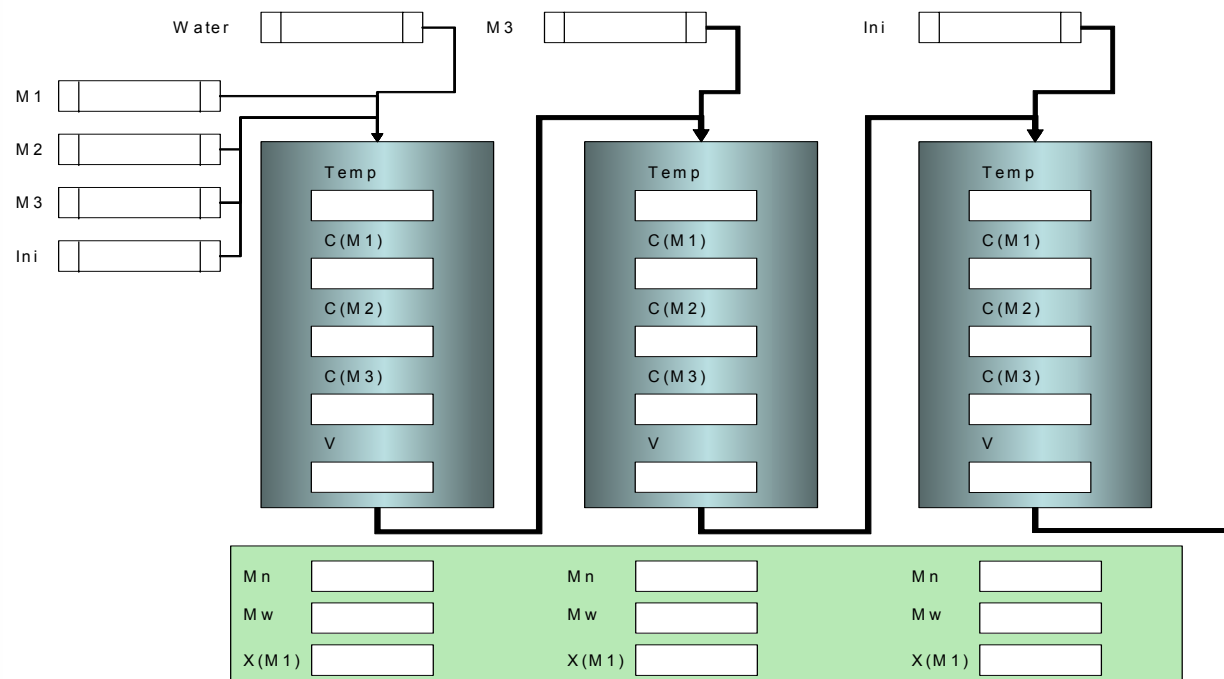 Water
M3
Ini
M1
M2
M3
Ini
Temp
C(M1)
C(M2)
C(M3)
V
Temp
C(M1)
C(M2)
C(M3)
V
Temp
C(M1)
C(M2)
C(M3)
V
Mn
Mw
X(M1)
Mn
Mw
X(M1)
Mn
Mw
X(M1)